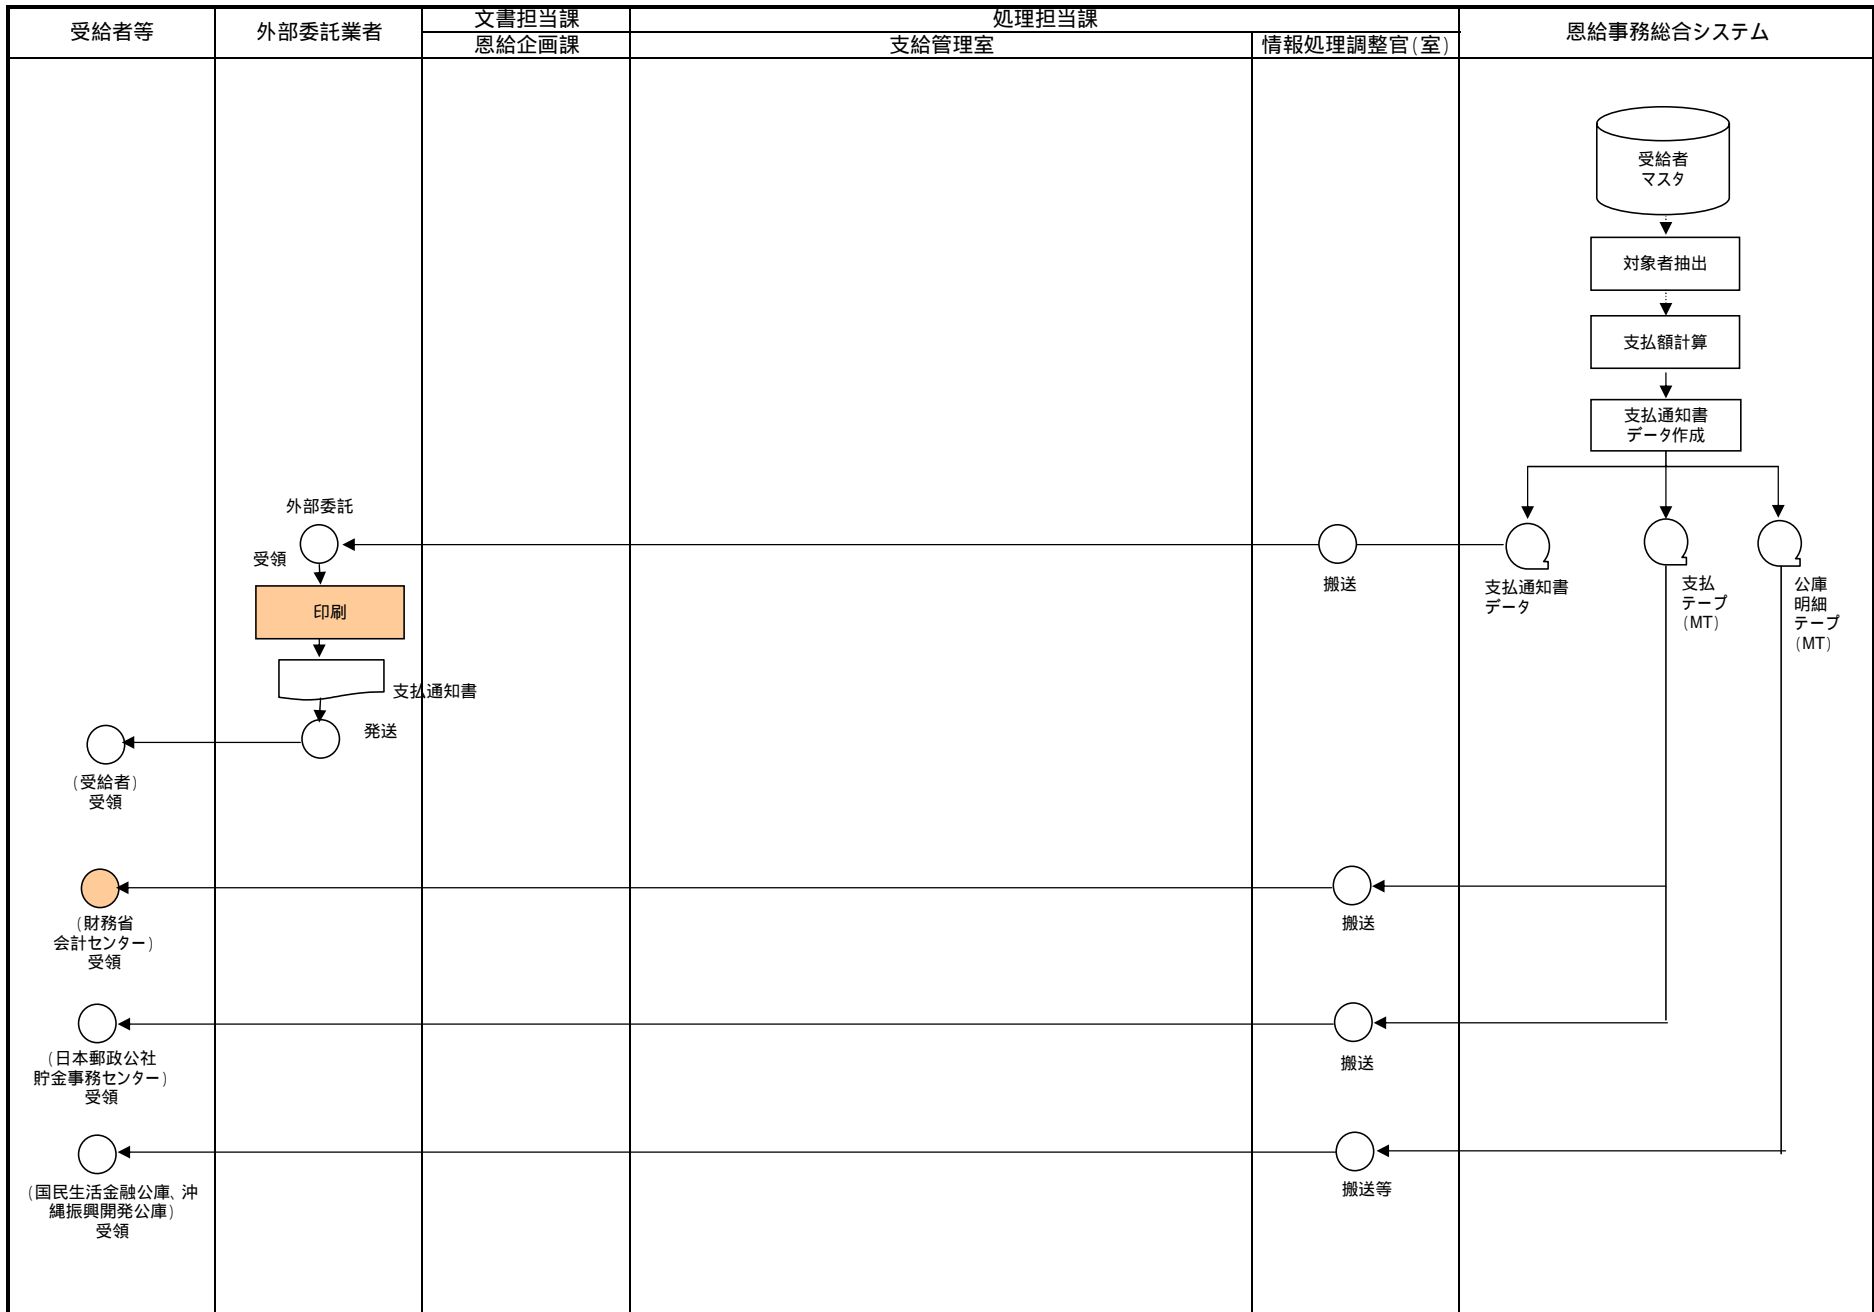 受給者等
外部委託業者
文書担当課
恩給企画課
処理担当課
支給管理室
情報処理調整官(室)
恩給事務総合システム
受給者
マスタ
対象者抽出
支払額計算
支払通知書
データ作成
外部委託
受領
印刷
支払通知書
発送
搬送
支払通知書
データ
支払
テープ
(MT)
公庫
明細
テープ
(MT)
(受給者)
受領
(財務省
会計センター)
受領
搬送
(日本郵政公社
貯金事務センター)
受領
搬送
(国民生活金融公庫、沖
縄振興開発公庫)
受領
搬送等